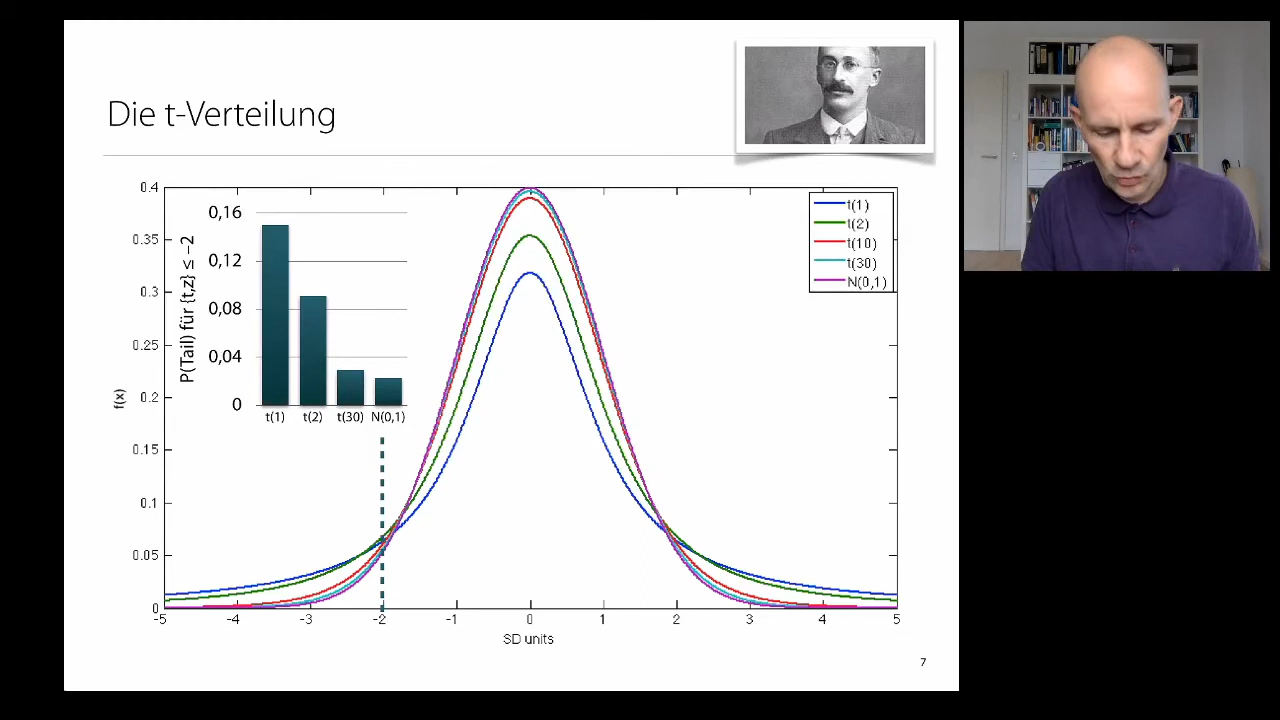 Die t-Verteilung
0.4
0.35
0.3
0.25
0.2
0.15
0.1
0.05
0
f(x)
-5 -4 -3 -2 -1 0 1 2 3 4 5
SD units
P(Tail) für {t,z} ≤ −2
0,16
0,12
0,08
0,04
0
t(1) t(2) t(30) N(0,1)
t(1)
t(2)
t(10)
t(30)
N(0,1)
7